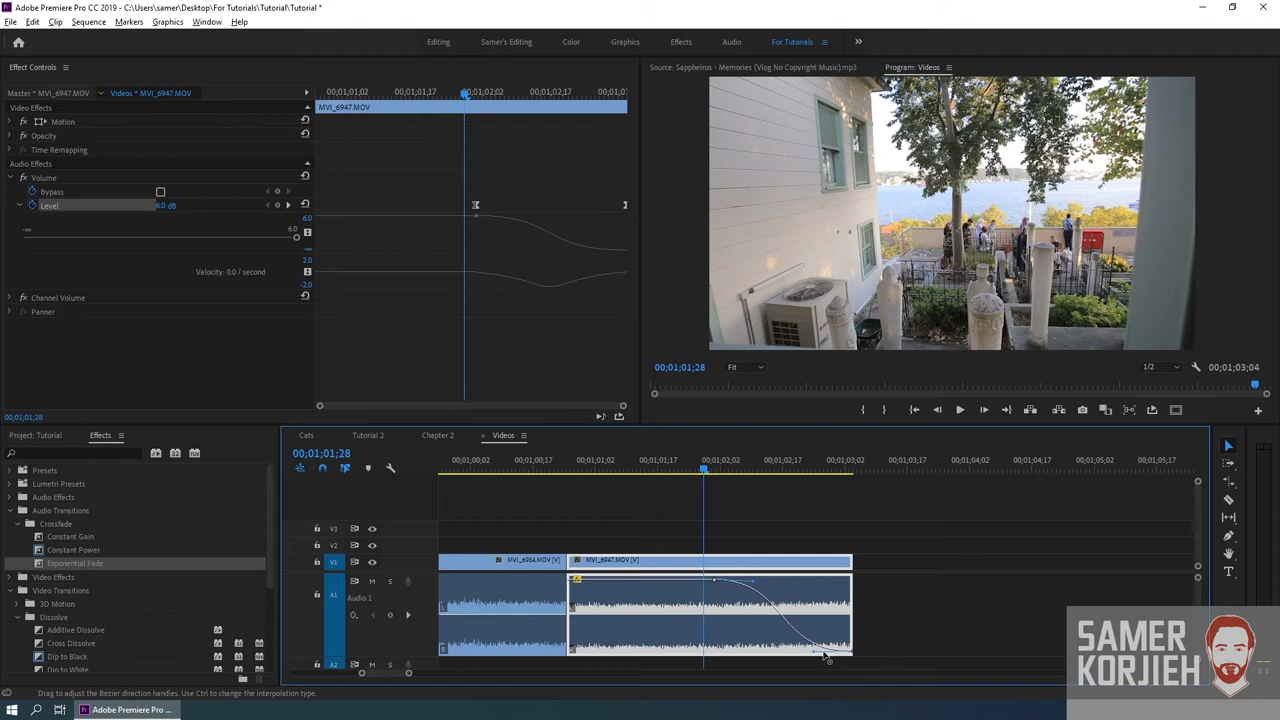 Adobe Premiere Pro CC 2019 - C:\Users\samer\Desktop\For Tutorials\Tutorial\Tutorial *
File Edit Clip Sequence Markers Graphics Window Help
Editing Samer's Editing Color Graphics Effects Audio For Tutorials
Effect Controls
Source: Sappheiros - Memories (Vlog No Copyright Music).mp3
Program: Videos
Master * MVI_6947.MOV
Videos * MVI_6947.MOV
00;01;01;02 00;01;01;17 00;01;02;02 00;01;02;17
Video Effects
MVI_6947.MOV
fx Motion
fx Opacity
Time Remapping
Audio Effects
fx Volume
Bypass
Level 6.0 dB
6.0
-∞
6.0
-∞
2.0
Velocity: 0.0 / second
-2.0
fx Channel Volume
Panner
00;01;01;28
00;01;01;28
Fit
1/2
00;01;03;04
Project: Tutorial
Effects
Presets
Lumetri Presets
Audio Effects
Audio Transitions
Crossfade
Constant Gain
Constant Power
Exponential Fade
Video Effects
Video Transitions
3D Motion
Dissolve
Additive Dissolve
Cross Dissolve
Dip to Black
Dip to White
Cats Tutorial 2 Chapter 2 × Videos
00;01;01;28
00;01;00;02 00;01;00;17 00;01;01;02 00;01;01;17 00;01;02;02 00;01;02;17 00;01;03;02 00;01;03;17 00;01;04;02 00;01;04;17 00;01;05;02 00;01;05;17
V3
V2
V1
MVI_6954.MOV [V]
MVI_6947.MOV [V]
A1 M S
Audio 1
L
R
A2 M S
Drag to adjust the Bezier direction handles. Use Ctrl to change the interpolation type.
Pr Adobe Premiere Pro...
SAMER
KORJIEH